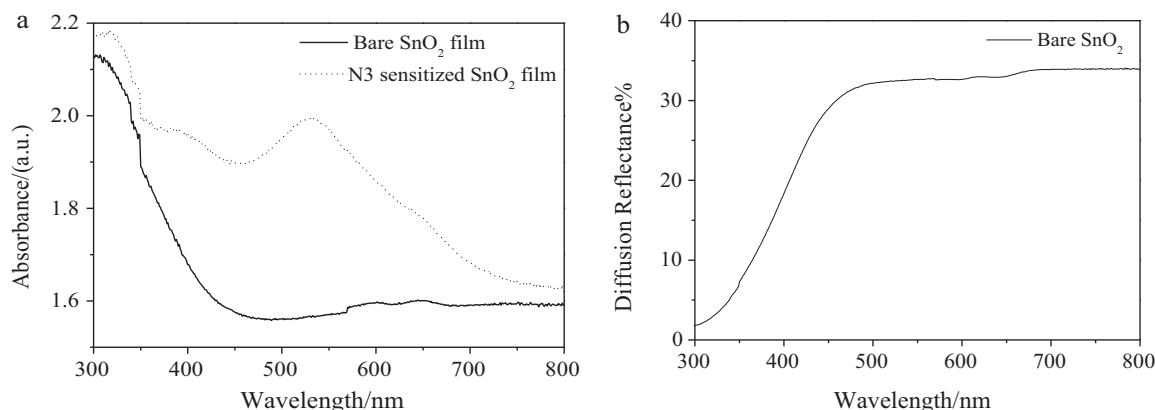 a
2.2
2.0
1.8
1.6
Absorbance/(a.u.)
Bare SnO₂ film
N3 sensitized SnO₂ film
300 400 500 600 700 800
Wavelength/nm
b
40
30
20
10
0
Diffusion Reflectance%
Bare SnO₂
300 400 500 600 700 800
Wavelength/nm